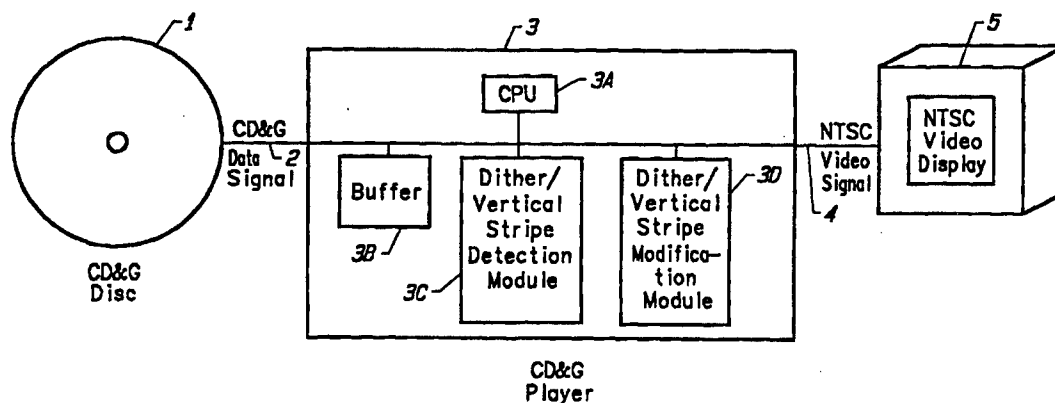 1
CD&G
Disc
CD&G
Data
Signal
2
3
CPU
3A
Buffer
3B
Dither/
Vertical
Stripe
Detection
Module
3C
Dither/
Vertical
Stripe
Modifica-
tion
Module
3D
CD&G
Player
NTSC
Video
Signal
4
5
NTSC
Video
Display